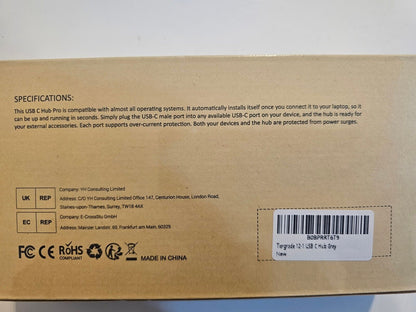 SPECIFICATIONS:
This USB C Hub Pro is compatible with almost all operating systems. It automatically installs itself once you connect it to your laptop, so it
can be up and running in seconds. Simply plug the USB-C male port into any available USB-C port on your device, and the hub is ready for
your external accessories. Each port supports over-current protection. Both your devices and the hub are protected from power surges.
UK REP
Company: YH Consulting Limited
Address: C/O YH Consulting Limited Office 147, Centurion House, London Road,
Staines-upon-Thames, Surrey, TW18 4AX
EC REP
Company: E-CrossStu GmbH
Address: Mainzer Landstr. 69, Frankfurt am Main, 60329
FC CE RoHS
COMPLIANT
MADE IN CHINA
Tiergrade 12-1 USB C Hub Grey
New